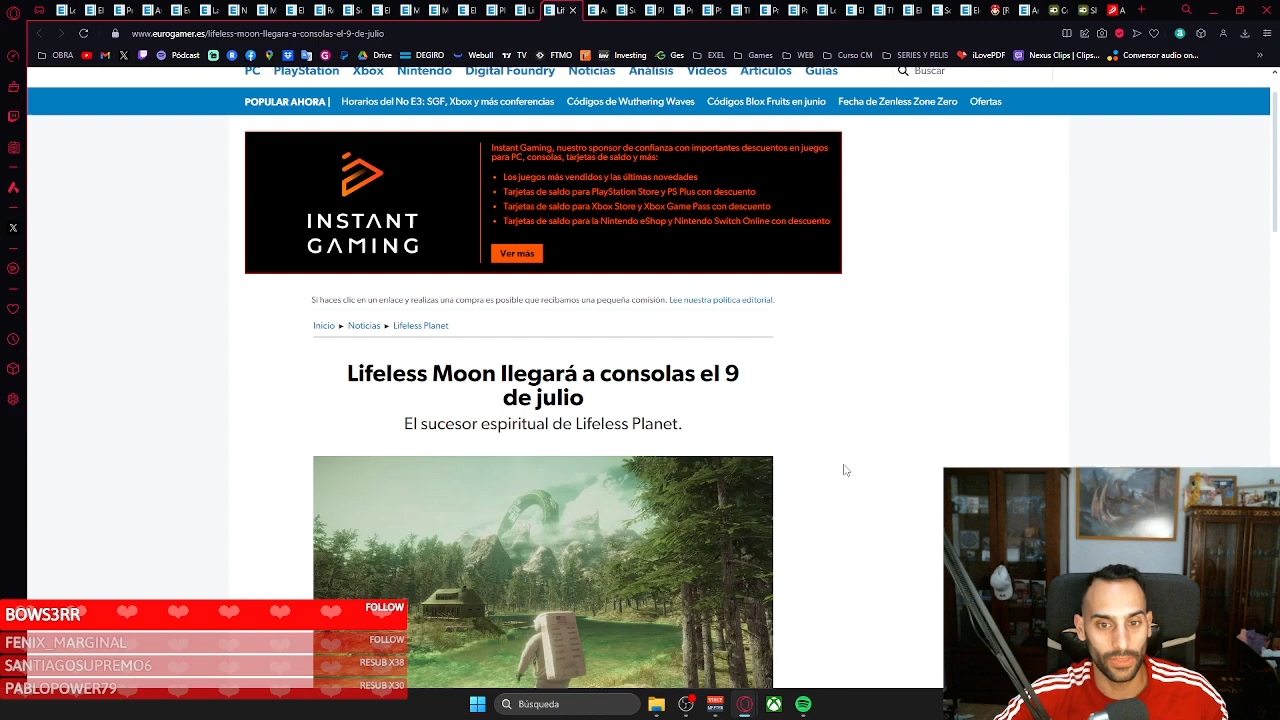 www.eurogamer.es/lifeless-moon-llegara-a-consolas-el-9-de-julio
OBRA
Pódcast
Drive
DEGIRO
Webull
TV
FTMO
Investing
Ges
EXEL
Games
WEB
Curso CM
SERIES Y PELIS
iLovePDF
Nexus Clips | Clips...
Conversor audio on...
PC PlayStation Xbox Nintendo Digital Foundry Noticias Análisis Vídeos Artículos Guías
Buscar
POPULAR AHORA | Horarios del No E3: SGF, Xbox y más conferencias Códigos de Wuthering Waves Códigos Blox Fruits en junio Fecha de Zenless Zone Zero Ofertas
INSTANT
GAMING
Instant Gaming, nuestro sponsor de confianza con importantes descuentos en juegos
para PC, consolas, tarjetas de saldo y más:
• Los juegos más vendidos y las últimas novedades
• Tarjetas de saldo para PlayStation Store y PS Plus con descuento
• Tarjetas de saldo para Xbox Store y Xbox Game Pass con descuento
• Tarjetas de saldo para la Nintendo eShop y Nintendo Switch Online con descuento
Ver más
Si haces clic en un enlace y realizas una compra es posible que recibamos una pequeña comisión. Lee nuestra política editorial.
Inicio ► Noticias ► Lifeless Planet
Lifeless Moon llegará a consolas el 9
de julio
El sucesor espiritual de Lifeless Planet.
BOWS3RR FOLLOW
FENIX_MARGINAL FOLLOW
SANTIAGOSUPREMO6 RESUB X38
PABLOPOWER79 RESUB X30
Búsqueda